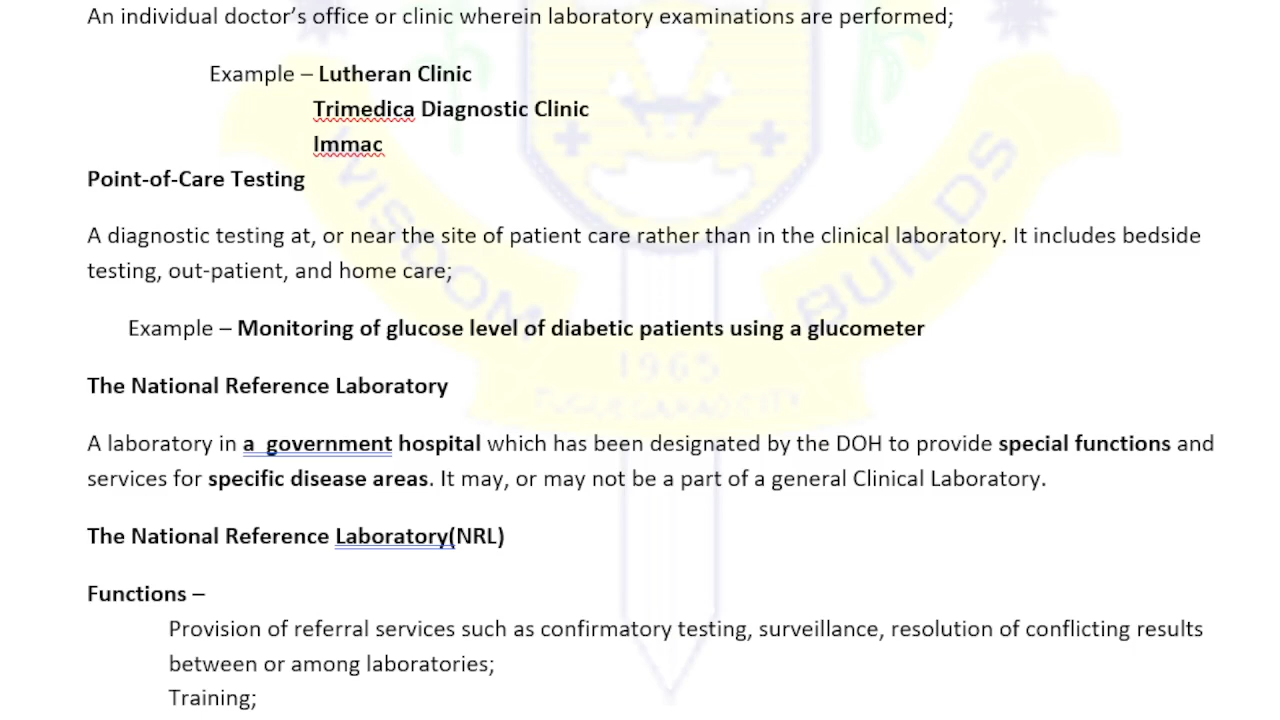 An individual doctor’s office or clinic wherein laboratory examinations are performed;
Example – Lutheran Clinic
Trimedica Diagnostic Clinic
Immac
Point-of-Care Testing
A diagnostic testing at, or near the site of patient care rather than in the clinical laboratory. It includes bedside
testing, out-patient, and home care;
Example – Monitoring of glucose level of diabetic patients using a glucometer
The National Reference Laboratory
A laboratory in a  government hospital which has been designated by the DOH to provide special functions and
services for specific disease areas. It may, or may not be a part of a general Clinical Laboratory.
The National Reference Laboratory(NRL)
Functions –
Provision of referral services such as confirmatory testing, surveillance, resolution of conflicting results
between or among laboratories;
Training;
WISDOM BUILDS
1965
TUGUEGARAO CITY